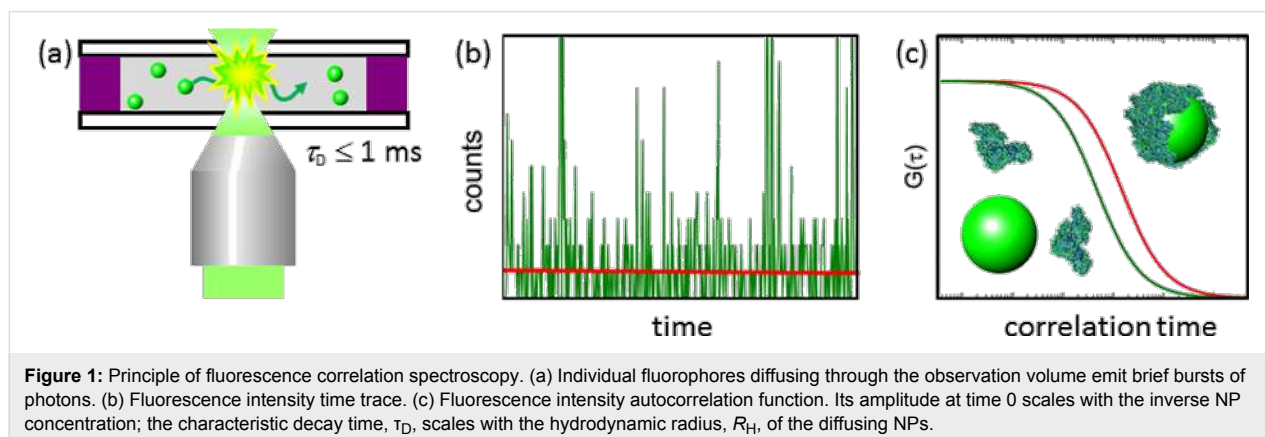 (a)
τD ≤ 1 ms
(b)
counts
time
(c)
G(τ)
correlation time
Figure 1: Principle of fluorescence correlation spectroscopy. (a) Individual fluorophores diffusing through the observation volume emit brief bursts of
photons. (b) Fluorescence intensity time trace. (c) Fluorescence intensity autocorrelation function. Its amplitude at time 0 scales with the inverse NP
concentration; the characteristic decay time, τD, scales with the hydrodynamic radius, RH, of the diffusing NPs.